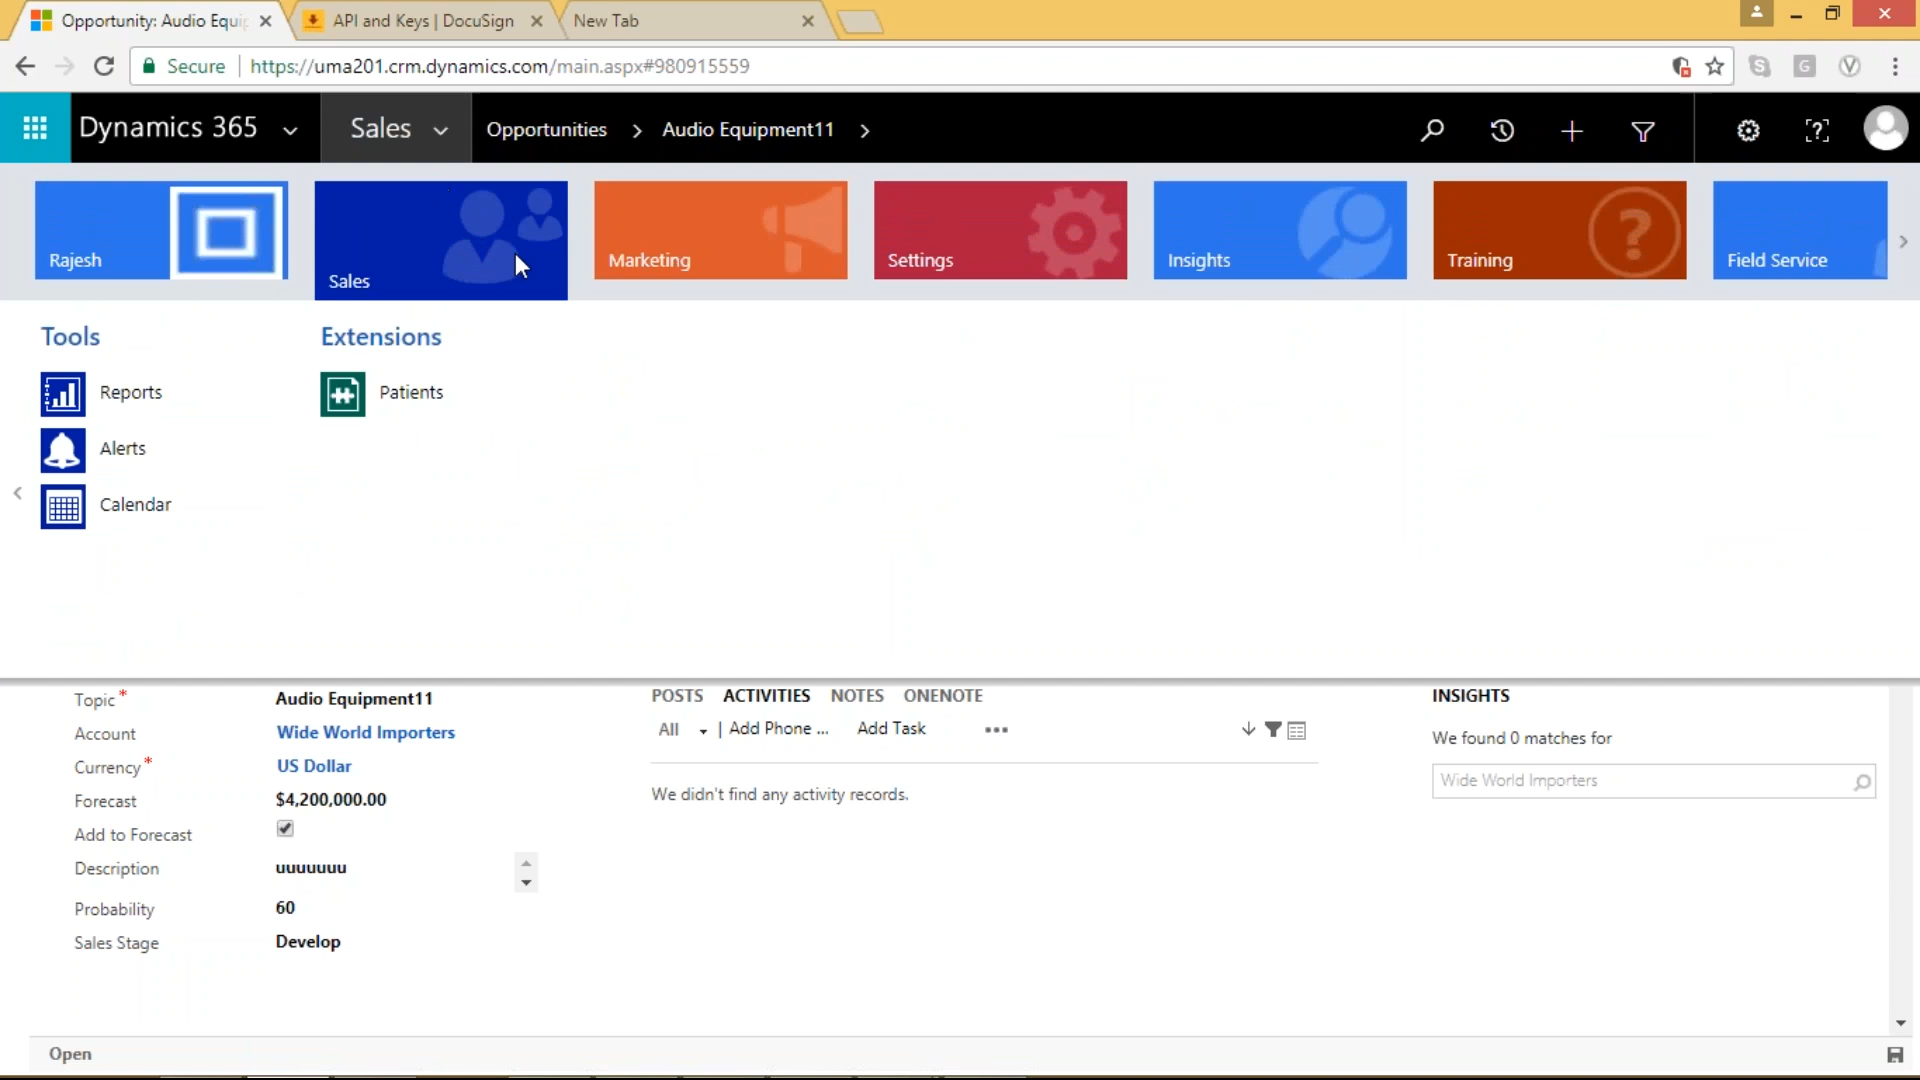 Opportunity: Audio Equip
API and Keys | DocuSign
New Tab
Secure
https://uma201.crm.dynamics.com/main.aspx#980915559
Dynamics 365
Sales
Opportunities > Audio Equipment11 >
Rajesh
Sales
Marketing
Settings
Insights
Training
Field Service
Tools
Extensions
Reports
Patients
Alerts
Calendar
Topic* Audio Equipment11
Account Wide World Importers
Currency* US Dollar
Forecast $4,200,000.00
Add to Forecast
Description uuuuuuu
Probability 60
Sales Stage Develop
POSTS ACTIVITIES NOTES ONENOTE
All | Add Phone ... Add Task ...
We didn't find any activity records.
INSIGHTS
We found 0 matches for
Wide World Importers
Open